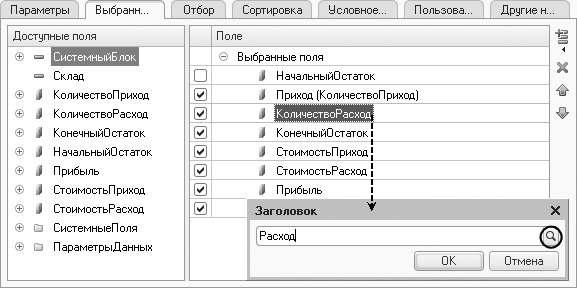 Параметры Выбранн... Отбор Сортировка Условное... Пользова... Другие н...
Доступные поля
СистемныйБлок
Склад
КоличествоПриход
КоличествоРасход
КонечныйОстаток
НачальныйОстаток
Прибыль
СтоимостьПриход
СтоимостьРасход
СистемныеПоля
ПараметрыДанных
Поле
Выбранные поля
НачальныйОстаток
Приход (КоличествоПриход)
КоличествоРасход
КонечныйОстаток
СтоимостьПриход
СтоимостьРасход
Прибыль
Заголовок
Расход
OK Отмена